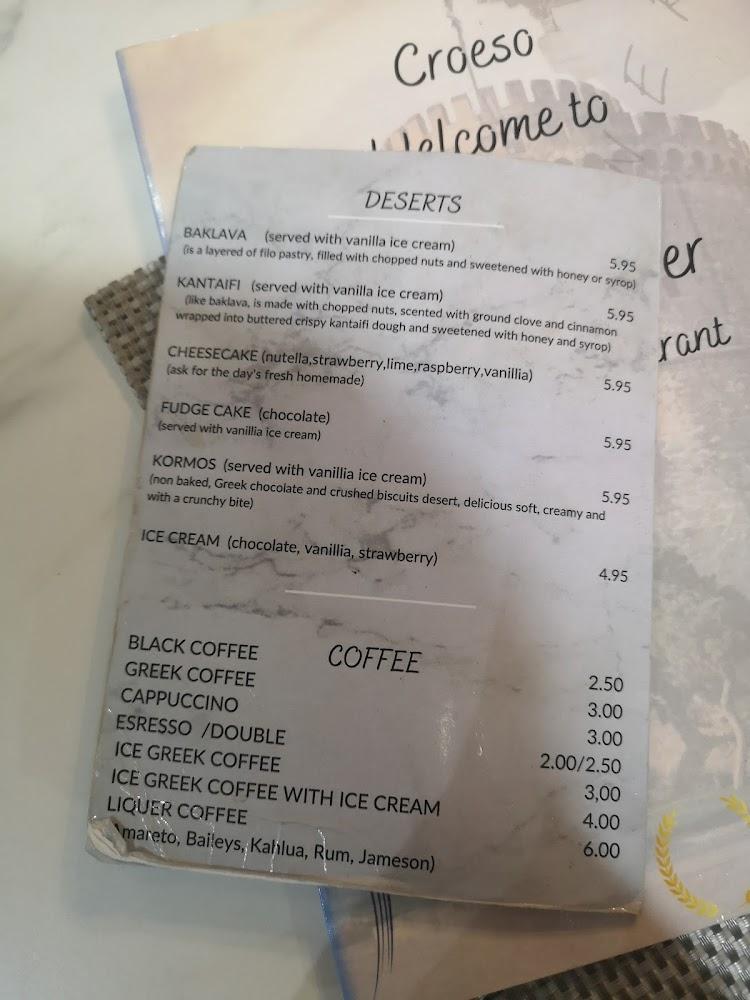 Croeso
Welcome to
er
rant
DESERTS
BAKLAVA (served with vanilla ice cream)
5.95
(is a layered of filo pastry, filled with chopped nuts and sweetened with honey or syrop)
KANTAIFI (served with vanilla ice cream)
5.95
(like baklava, is made with chopped nuts, scented with ground clove and cinnamon
wrapped into buttered crispy kantaifi dough and sweetened with honey and syrop)
CHEESECAKE (nutella,strawberry,lime,raspberry,vanillia)
5.95
(ask for the day's fresh homemade)
FUDGE CAKE (chocolate)
5.95
(served with vanillia ice cream)
KORMOS (served with vanillia ice cream)
5.95
(non baked, Greek chocolate and crushed biscuits desert, delicious soft, creamy and
with a crunchy bite)
ICE CREAM (chocolate, vanillia, strawberry)
4.95
COFFEE
BLACK COFFEE 2.50
GREEK COFFEE 3.00
CAPPUCCINO 3.00
ESRESSO /DOUBLE 2.00/2.50
ICE GREEK COFFEE 3,00
ICE GREEK COFFEE WITH ICE CREAM 4.00
LIQUER COFFEE 6.00
Amareto, Baileys, Kahlua, Rum, Jameson)